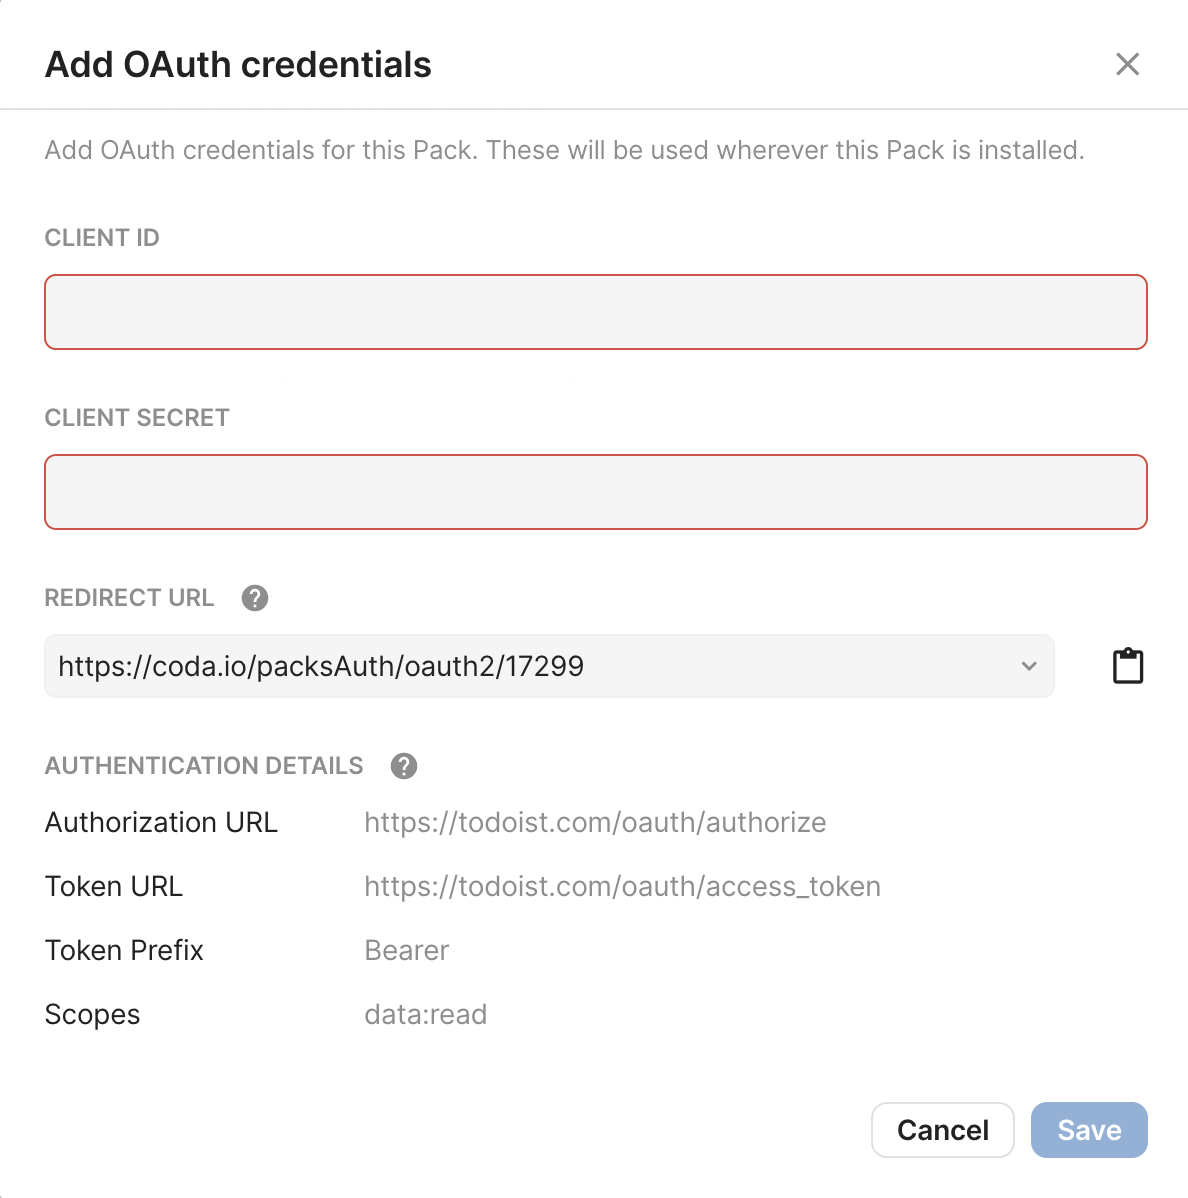 Add OAuth credentials
Add OAuth credentials for this Pack. These will be used wherever this Pack is installed.
CLIENT ID
CLIENT SECRET
REDIRECT URL
https://coda.io/packsAuth/oauth2/17299
AUTHENTICATION DETAILS
Authorization URL https://todoist.com/oauth/authorize
Token URL https://todoist.com/oauth/access_token
Token Prefix Bearer
Scopes data:read
Cancel Save